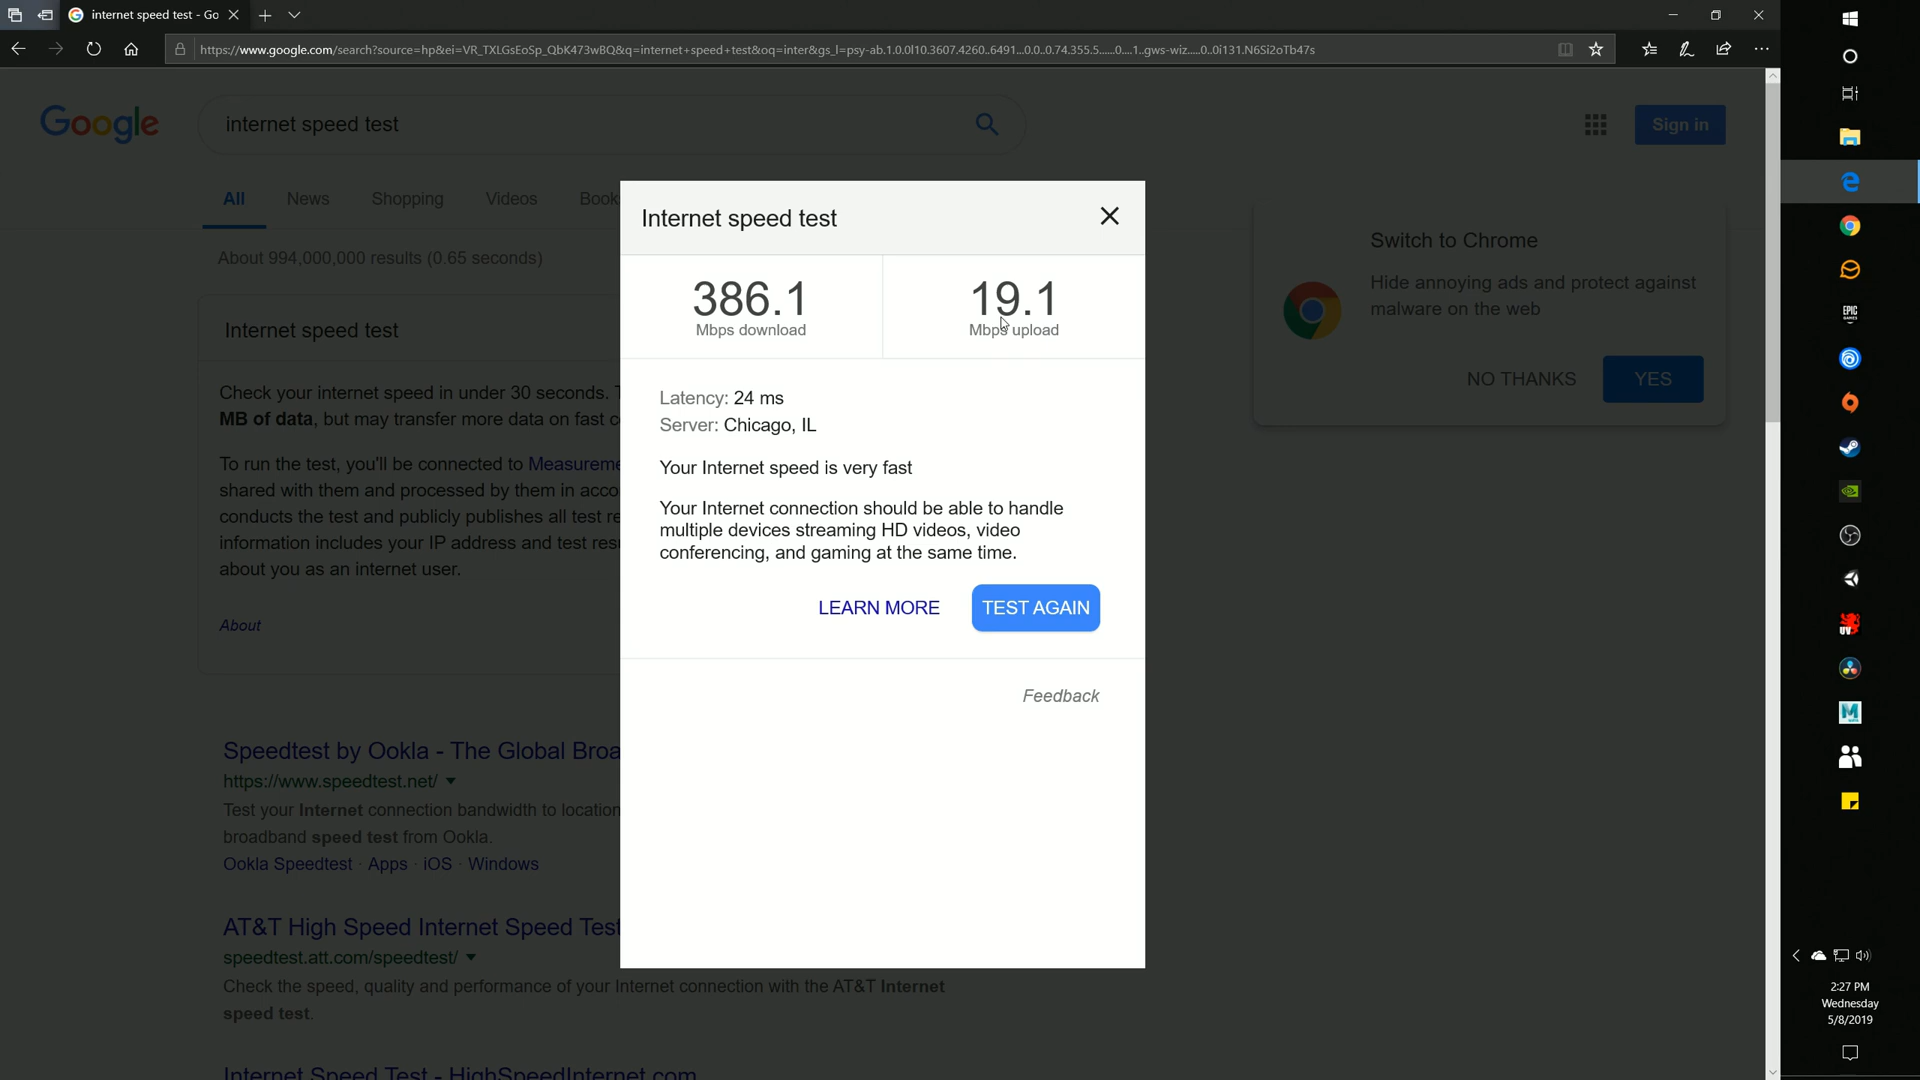 internet speed test - Go
https://www.google.com/search?source=hp&ei=VR_TXLGsEoSp_QbK473wBQ&q=internet+speed+test&oq=inter&gs_l=psy-ab.1.0.0l10.3607.4260..6491...0.0..0.74.355.5......0....1..gws-wiz.....0..0i131.N6Si2oTb47s
Google
internet speed test
Sign in
All News Shopping Videos Book
About 994,000,000 results (0.65 seconds)
Internet speed test
Check your internet speed in under 30 seconds. T
MB of data, but may transfer more data on fast c
To run the test, you'll be connected to Measureme
shared with them and processed by them in acco
conducts the test and publicly publishes all test re
information includes your IP address and test resu
about you as an internet user.
About
Internet speed test
386.1
Mbps download
19.1
Mbps upload
Latency: 24 ms
Server: Chicago, IL
Your Internet speed is very fast
Your Internet connection should be able to handle
multiple devices streaming HD videos, video
conferencing, and gaming at the same time.
LEARN MORE
TEST AGAIN
Feedback
Switch to Chrome
Hide annoying ads and protect against
malware on the web
NO THANKS
YES
Speedtest by Ookla - The Global Broa
https://www.speedtest.net/
Test your Internet connection bandwidth to location
broadband speed test from Ookla.
Ookla Speedtest · Apps · iOS · Windows
AT&T High Speed Internet Speed Test
speedtest.att.com/speedtest/
Check the speed, quality and performance of your Internet connection with the AT&T Internet
speed test.
Internet Speed Test - HighSpeedInternet.com
EPIC
GAMES
UV
M
2:27 PM
Wednesday
5/8/2019